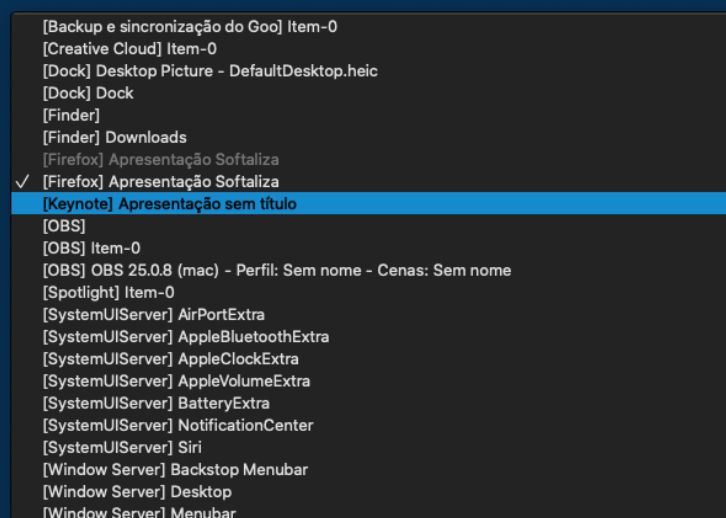 [Backup e sincronização do Goo] Item-0
[Creative Cloud] Item-0
[Dock] Desktop Picture - DefaultDesktop.heic
[Dock] Dock
[Finder]
[Finder] Downloads
[Firefox] Apresentação Softaliza
✓ [Firefox] Apresentação Softaliza
[Keynote] Apresentação sem título
[OBS]
[OBS] Item-0
[OBS] OBS 25.0.8 (mac) - Perfil: Sem nome - Cenas: Sem nome
[Spotlight] Item-0
[SystemUIServer] AirPortExtra
[SystemUIServer] AppleBluetoothExtra
[SystemUIServer] AppleClockExtra
[SystemUIServer] AppleVolumeExtra
[SystemUIServer] BatteryExtra
[SystemUIServer] NotificationCenter
[SystemUIServer] Siri
[Window Server] Backstop Menubar
[Window Server] Desktop
[Window Server] Menubar